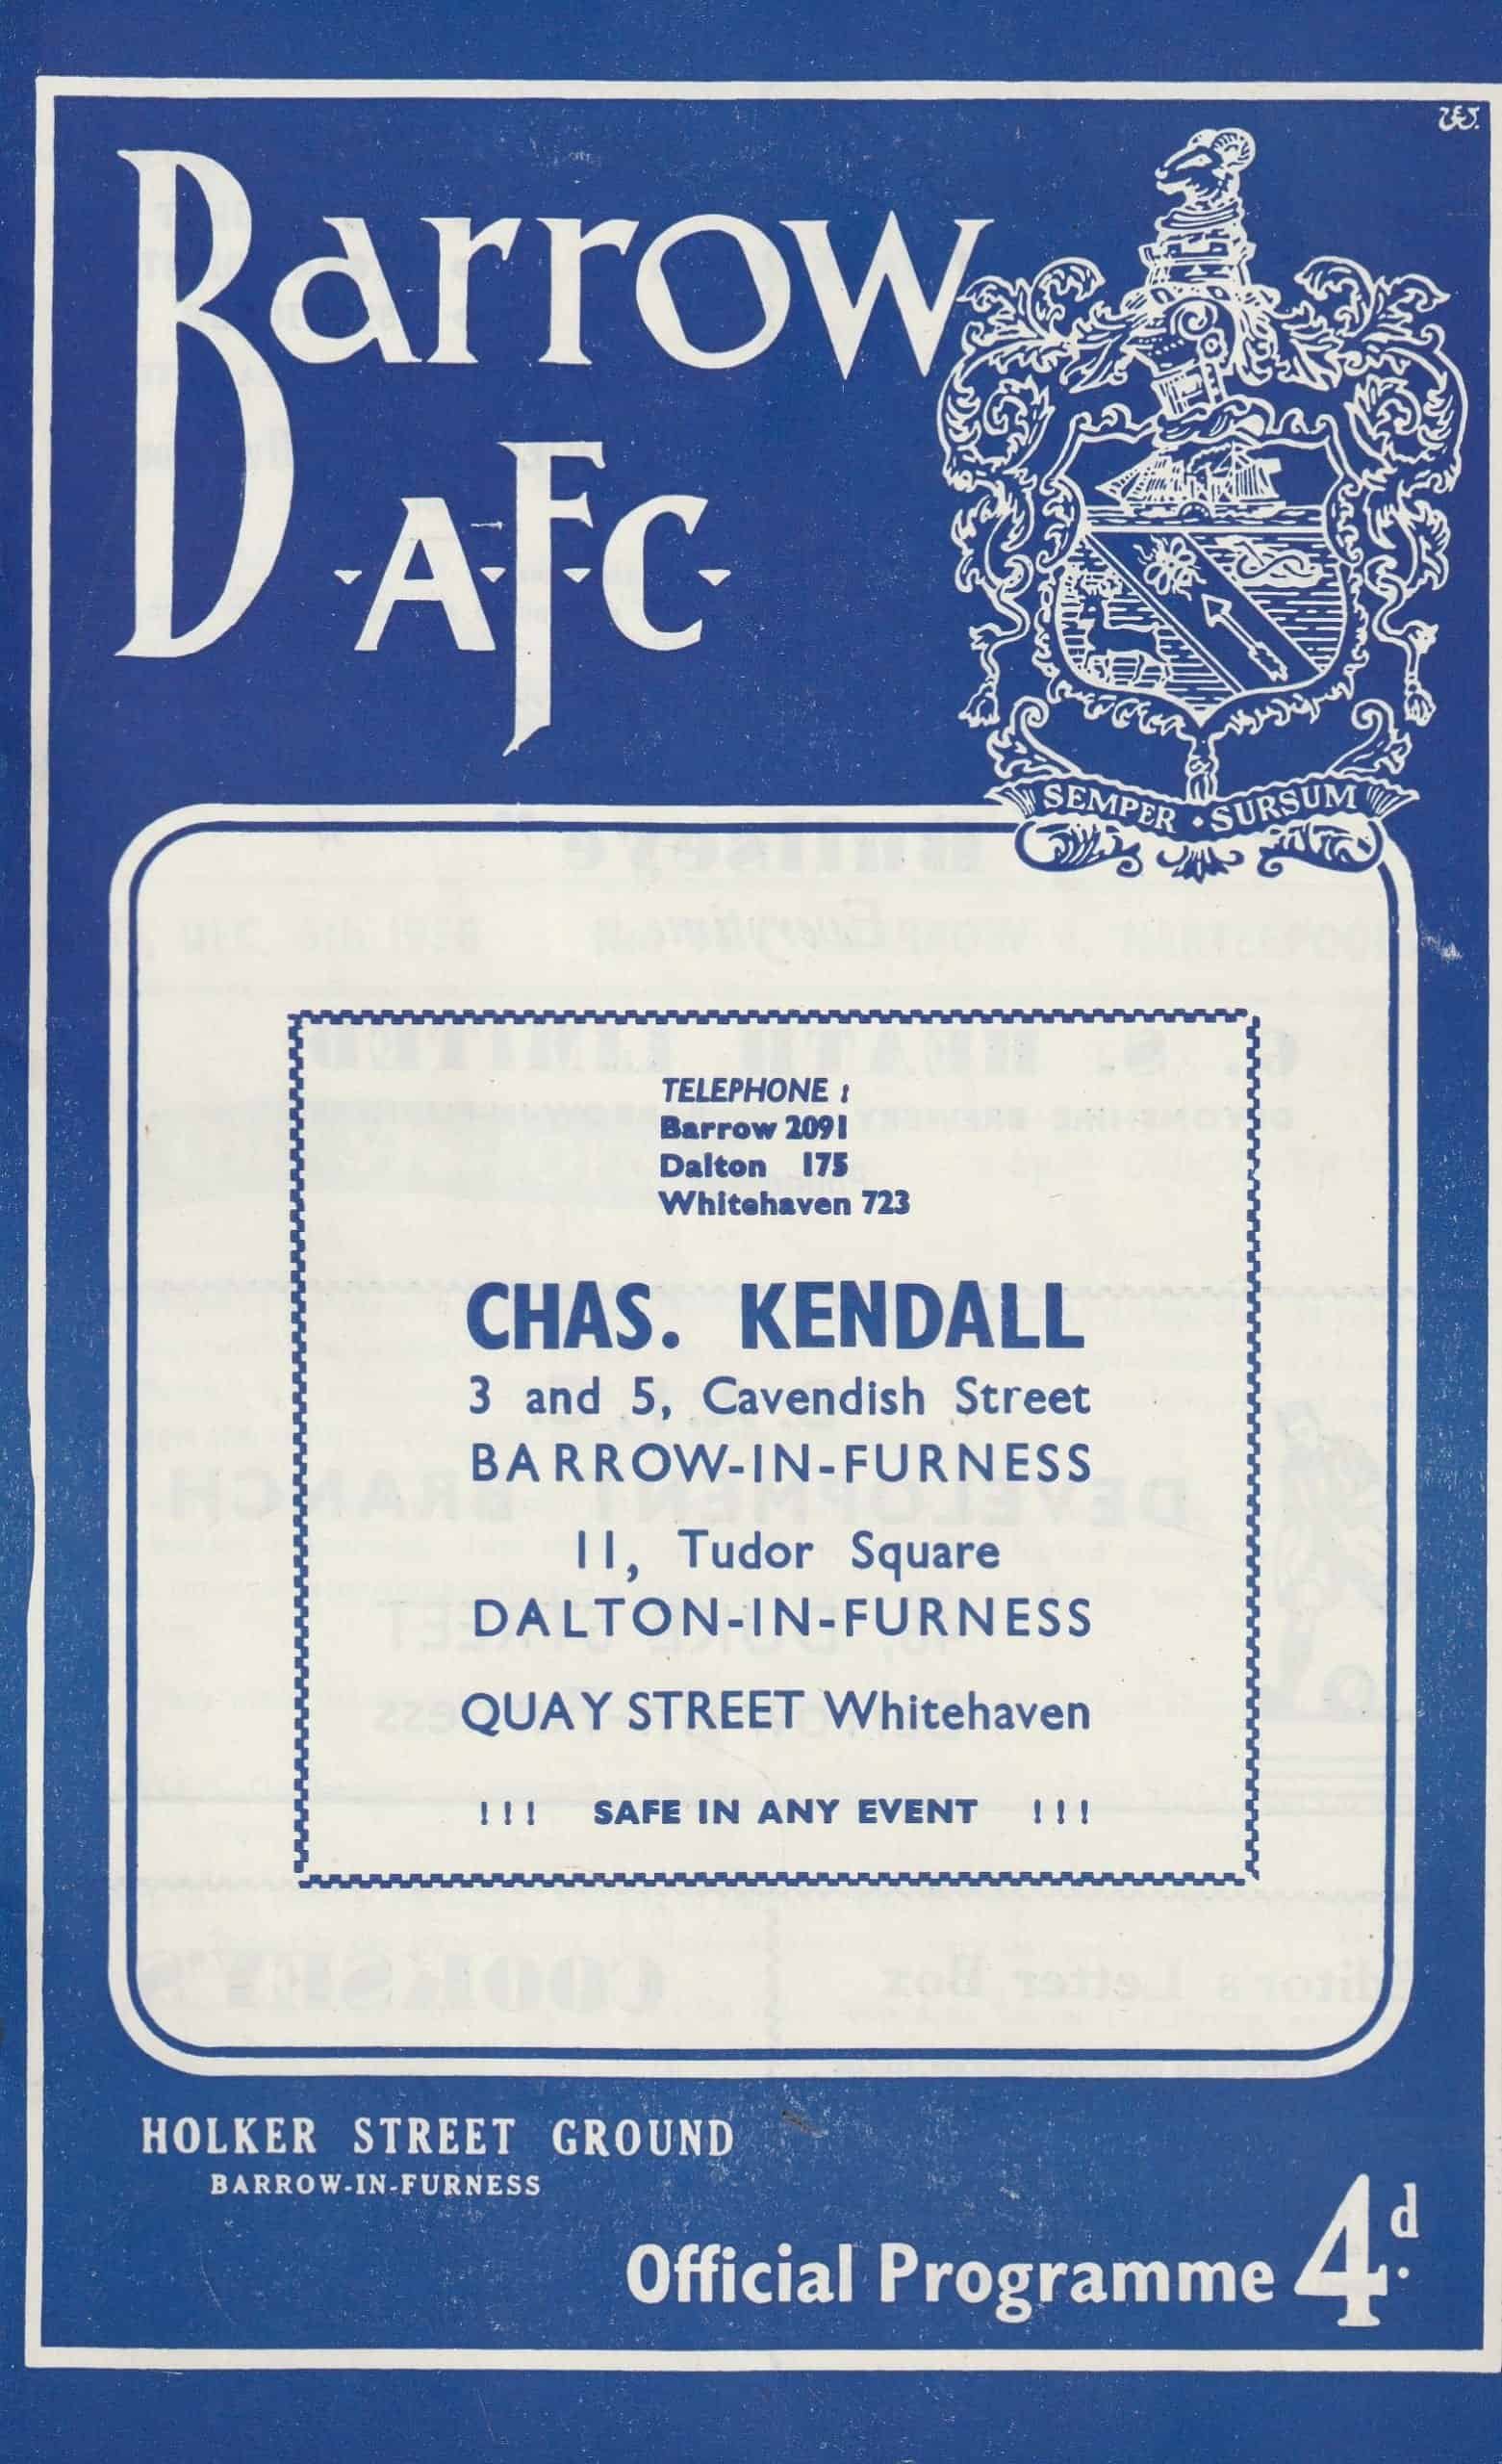 Barrow
A.F.C.
SEMPER · SURSUM
TELEPHONE :
Barrow 2091
Dalton 175
Whitehaven 723
CHAS. KENDALL
3 and 5, Cavendish Street
BARROW-IN-FURNESS
11, Tudor Square
DALTON-IN-FURNESS
QUAY STREET Whitehaven
! ! ! SAFE IN ANY EVENT ! ! !
HOLKER STREET GROUND
BARROW-IN-FURNESS
Official Programme 4d.